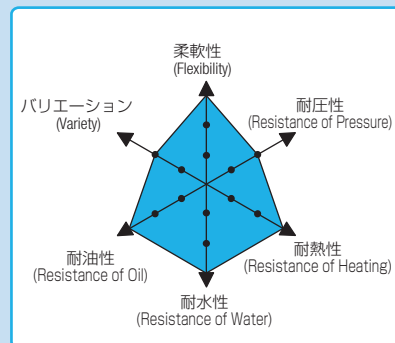 柔軟性
(Flexibility)
バリエーション
(Variety)
耐圧性
(Resistance of Pressure)
耐油性
(Resistance of Oil)
耐熱性
(Resistance of Heating)
耐水性
(Resistance of Water)